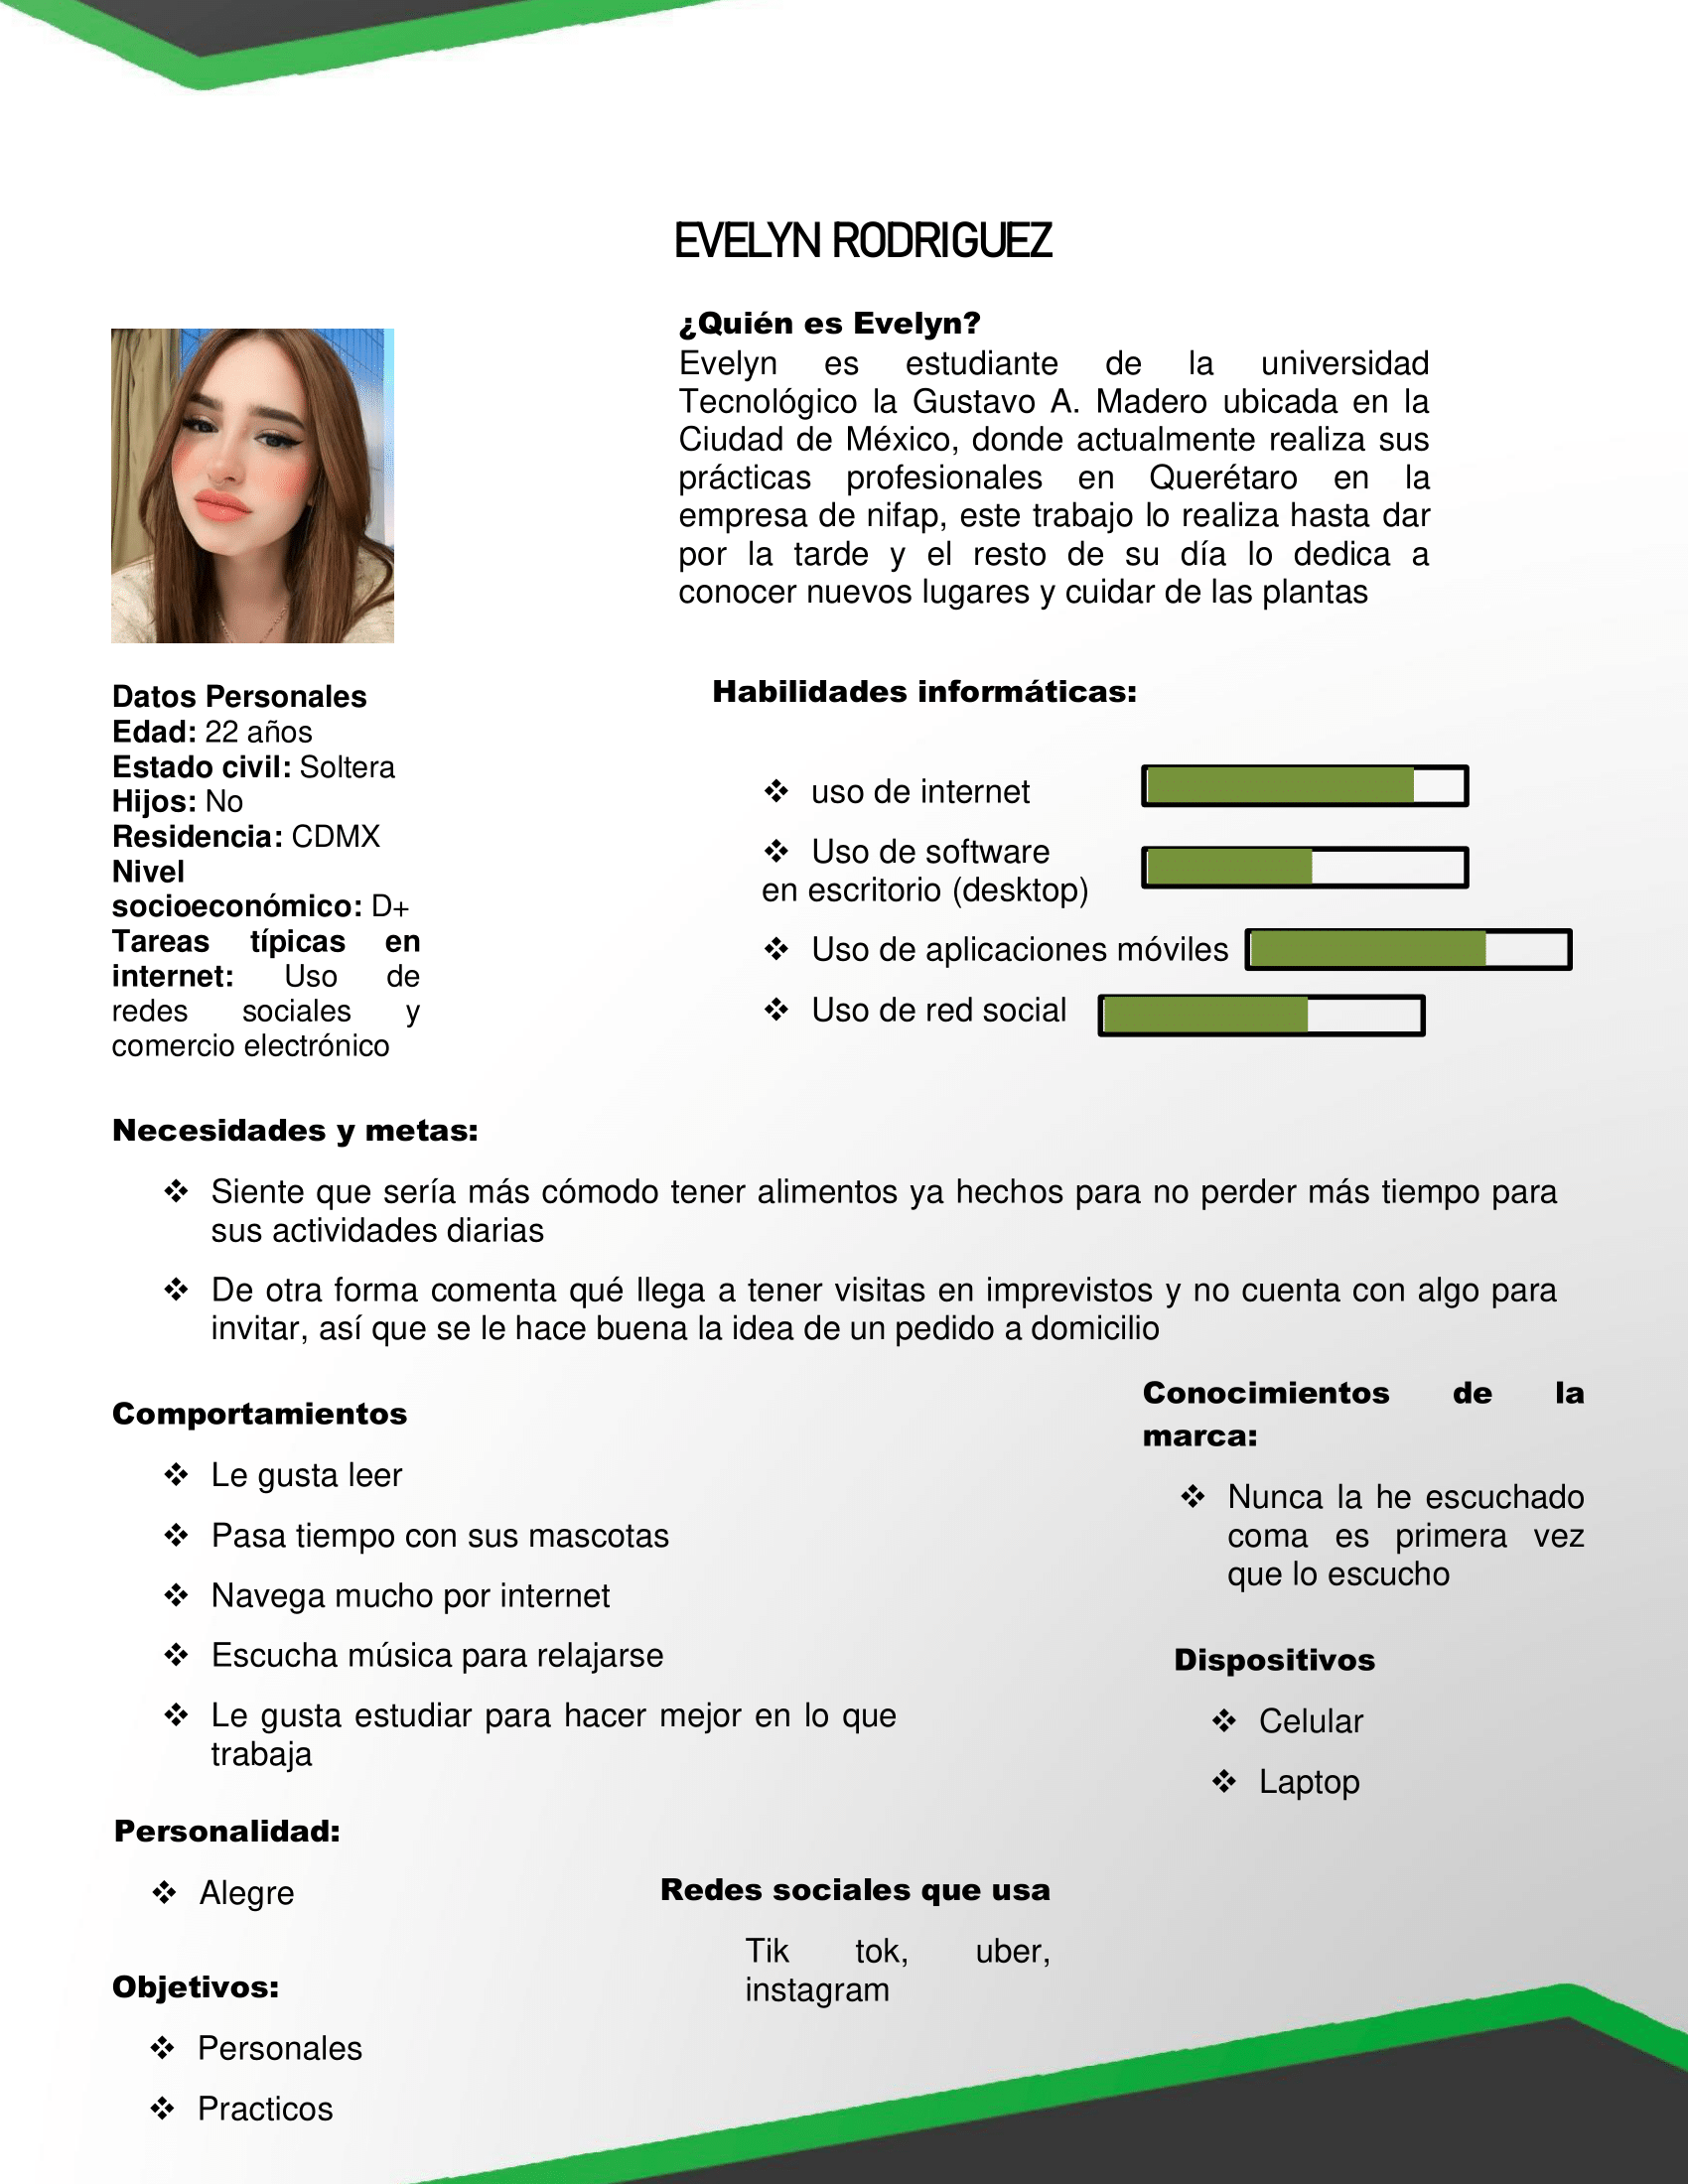 EVELYN RODRIGUEZ
¿Quién es Evelyn?
Evelyn es estudiante de la universidad
Tecnológico la Gustavo A. Madero ubicada en la
Ciudad de México, donde actualmente realiza sus
prácticas profesionales en Querétaro en la
empresa de nifap, este trabajo lo realiza hasta dar
por la tarde y el resto de su día lo dedica a
conocer nuevos lugares y cuidar de las plantas
Datos Personales
Edad: 22 años
Estado civil: Soltera
Hijos: No
Residencia: CDMX
Nivel
socioeconómico: D+
Tareas típicas en
internet: Uso de
redes sociales y
comercio electrónico
Habilidades informáticas:
❖ uso de internet
❖ Uso de software
en escritorio (desktop)
❖ Uso de aplicaciones móviles
❖ Uso de red social
Necesidades y metas:
❖ Siente que sería más cómodo tener alimentos ya hechos para no perder más tiempo para
sus actividades diarias
❖ De otra forma comenta qué llega a tener visitas en imprevistos y no cuenta con algo para
invitar, así que se le hace buena la idea de un pedido a domicilio
Comportamientos
❖ Le gusta leer
❖ Pasa tiempo con sus mascotas
❖ Navega mucho por internet
❖ Escucha música para relajarse
❖ Le gusta estudiar para hacer mejor en lo que
trabaja
Conocimientos de la
marca:
❖ Nunca la he escuchado
coma es primera vez
que lo escucho
Dispositivos
❖ Celular
❖ Laptop
Personalidad:
❖ Alegre
Redes sociales que usa
Tik tok, uber,
instagram
Objetivos:
❖ Personales
❖ Practicos